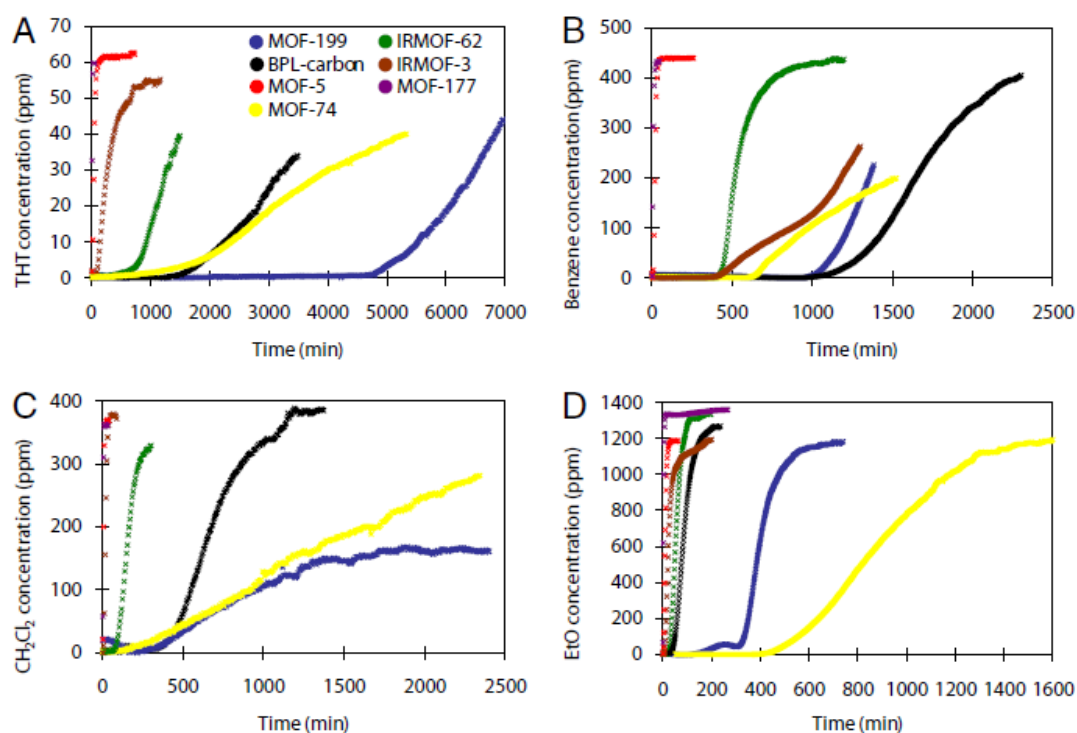 A
THT concentration (ppm)
70
60
50
40
30
20
10
0
0 1000 2000 3000 4000 5000 6000 7000
Time (min)
MOF-199
BPL-carbon
MOF-5
MOF-74
IRMOF-62
IRMOF-3
MOF-177
B
Benzene concentration (ppm)
500
400
300
200
100
0
0 500 1000 1500 2000 2500
Time (min)
C
CH₂Cl₂ concentration (ppm)
400
300
200
100
0
0 500 1000 1500 2000 2500
Time (min)
D
EtO concentration (ppm)
1400
1200
1000
800
600
400
200
0
0 200 400 600 800 1000 1200 1400 1600
Time (min)